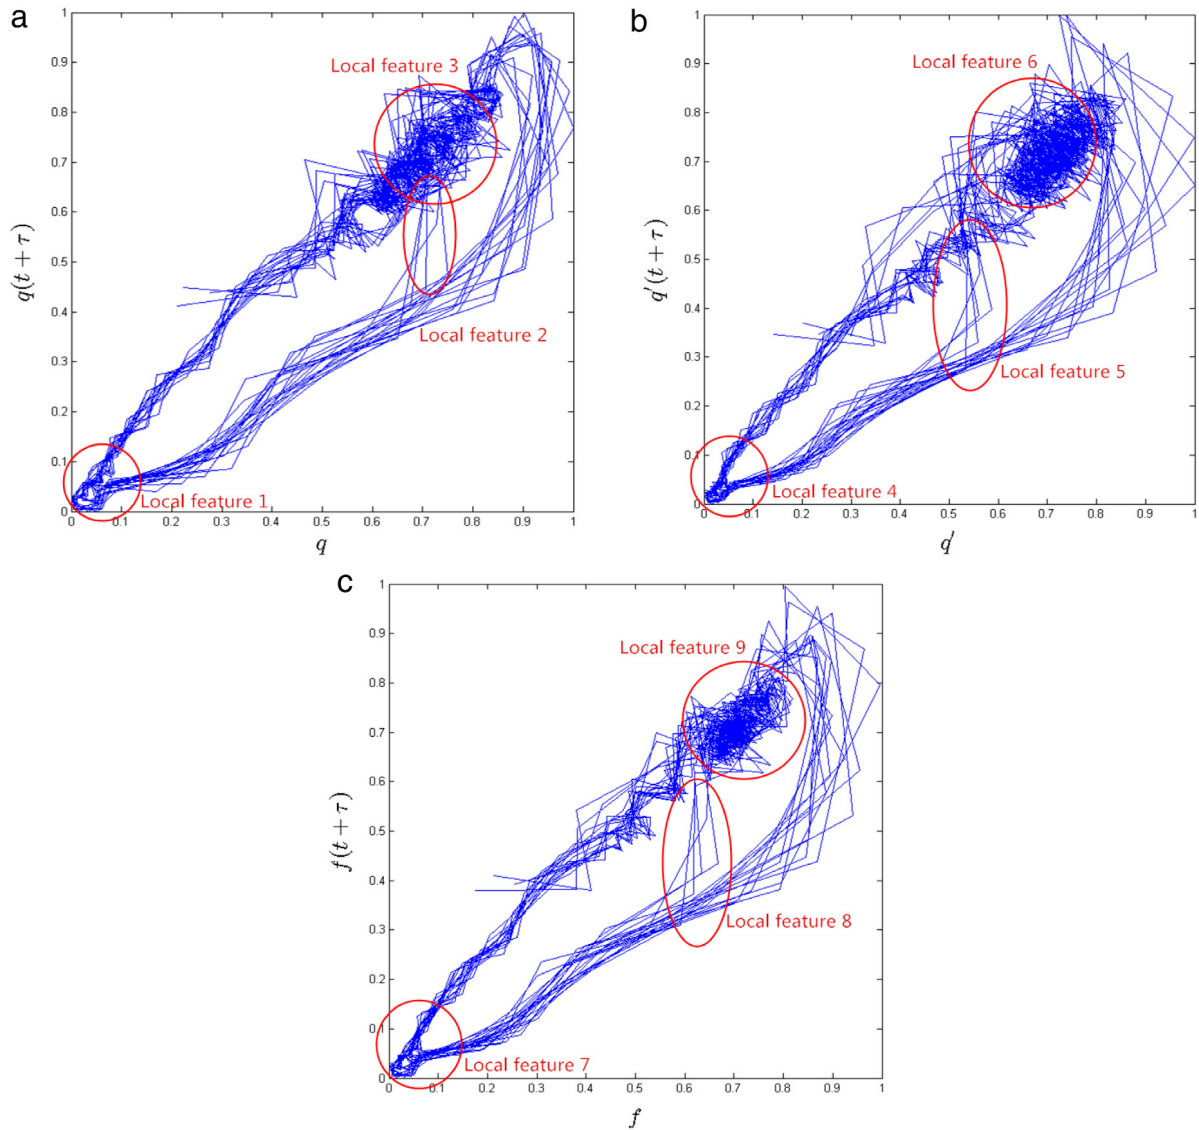 a
1
0.9
0.8
0.7
0.6
0.5
0.4
0.3
0.2
0.1
0
q(t + τ)
Local feature 3
Local feature 2
Local feature 1
0 0.1 0.2 0.3 0.4 0.5 0.6 0.7 0.8 0.9 1
q
b
1
0.9
0.8
0.7
0.6
0.5
0.4
0.3
0.2
0.1
0
q′(t + τ)
Local feature 6
Local feature 5
Local feature 4
0 0.1 0.2 0.3 0.4 0.5 0.6 0.7 0.8 0.9 1
q′
c
1
0.9
0.8
0.7
0.6
0.5
0.4
0.3
0.2
0.1
0
f(t + τ)
Local feature 9
Local feature 8
Local feature 7
0 0.1 0.2 0.3 0.4 0.5 0.6 0.7 0.8 0.9 1
f